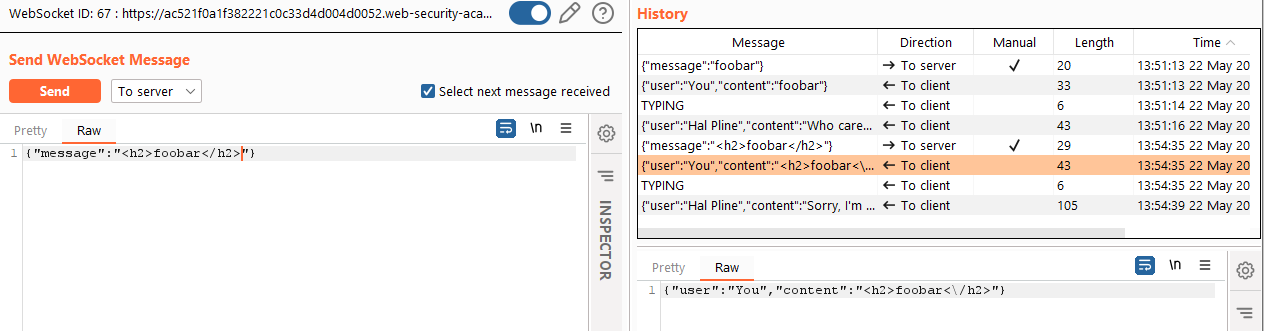 WebSocket ID: 67 : https://ac521f0a1f382221c0c33d4d004d0052.web-security-aca...
Send WebSocket Message
Send To server Select next message received
Pretty Raw \n
1 {"message":"<h2>foobar</h2>"}
INSPECTOR
History
Message Direction Manual Length Time
{"message":"foobar"} → To server ✓ 20 13:51:13 22 May 20
{"user":"You","content":"foobar"} ← To client 33 13:51:13 22 May 20
TYPING ← To client 6 13:51:14 22 May 20
{"user":"Hal Pline","content":"Who care... ← To client 43 13:51:16 22 May 20
{"message":"<h2>foobar</h2>"} → To server ✓ 29 13:54:35 22 May 20
{"user":"You","content":"<h2>foobar<\... ← To client 43 13:54:35 22 May 20
TYPING ← To client 6 13:54:35 22 May 20
{"user":"Hal Pline","content":"Sorry, I'm ... ← To client 105 13:54:39 22 May 20
Pretty Raw \n
1 {"user":"You","content":"<h2>foobar<\/h2>"}